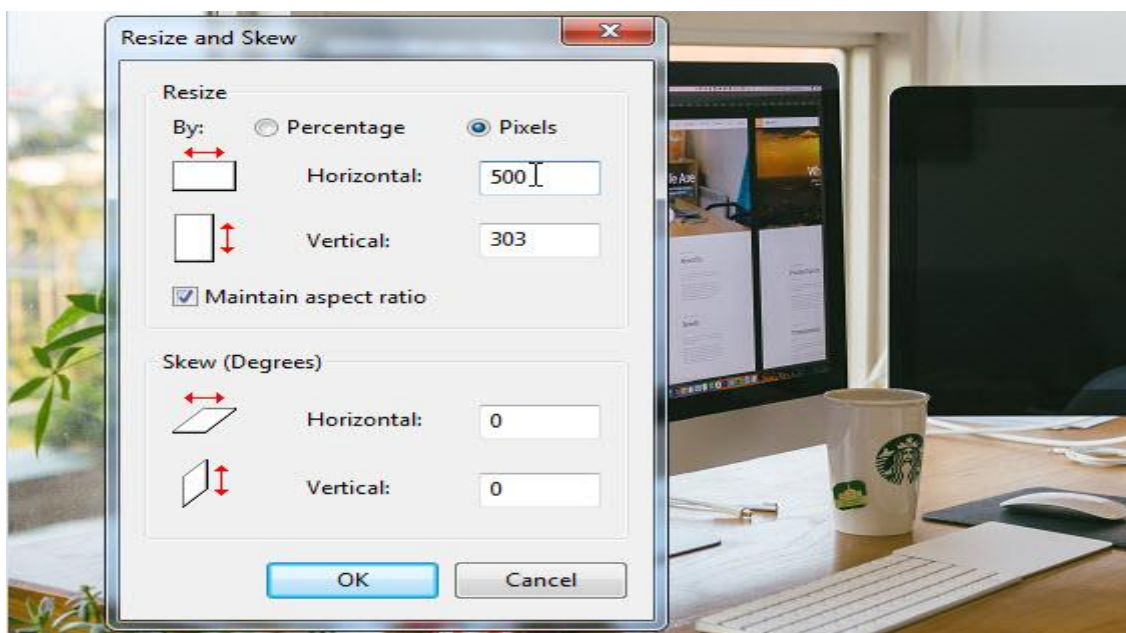 Resize and Skew
Resize
By: Percentage Pixels
Horizontal: 500
Vertical: 303
Maintain aspect ratio
Skew (Degrees)
Horizontal: 0
Vertical: 0
OK Cancel